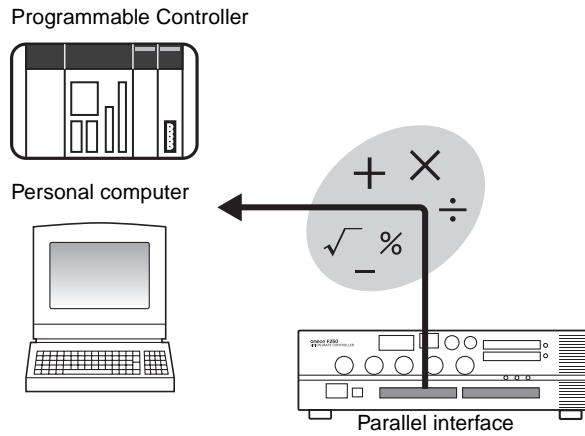 Programmable Controller
Personal computer
+ ×
÷
√ %
−
omron F250
Parallel interface